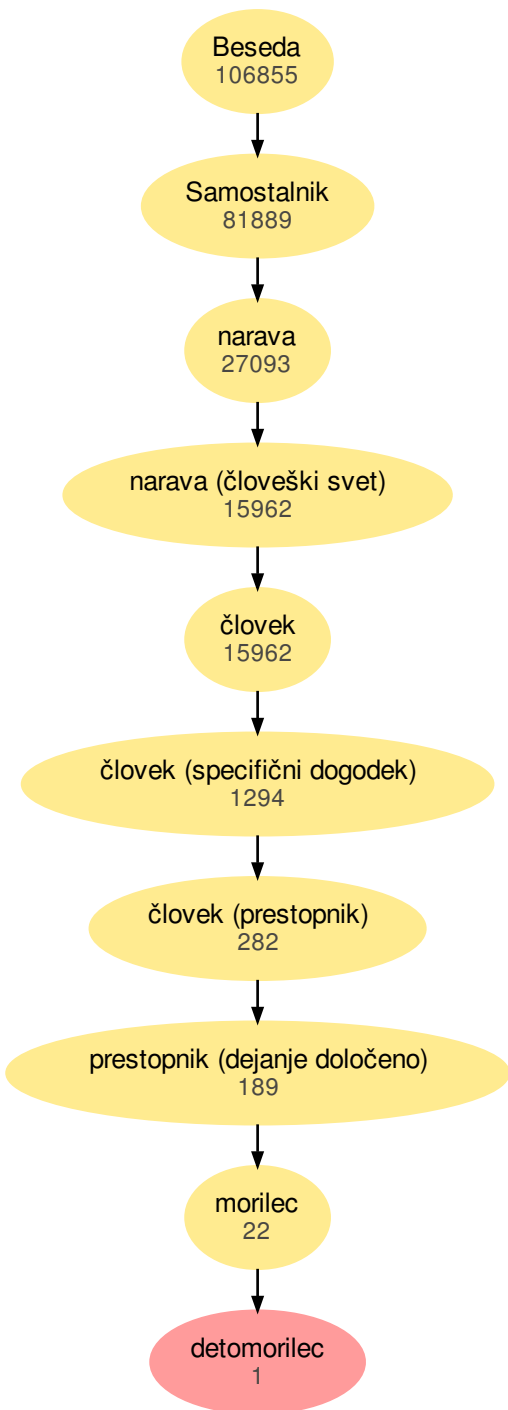 Beseda
106855
Samostalnik
81889
narava
27093
narava (človeški svet)
15962
človek
15962
človek (specifični dogodek)
1294
človek (prestopnik)
282
prestopnik (dejanje določeno)
189
morilec
22
detomorilec
1